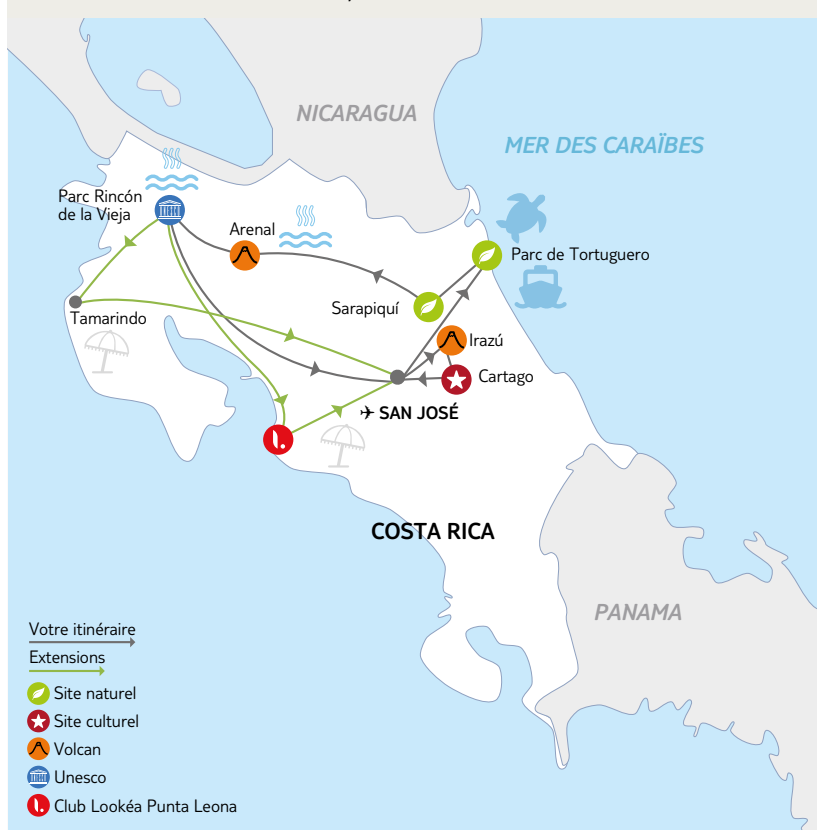 NICARAGUA
MER DES CARAÏBES
Parc Rincón
de la Vieja
Arenal
Parc de Tortuguero
Sarapiquí
Tamarindo
Irazú
Cartago
SAN JOSÉ
COSTA RICA
PANAMA
Votre itinéraire
Extensions
Site naturel
Site culturel
Volcan
Unesco
Club Lookéa Punta Leona